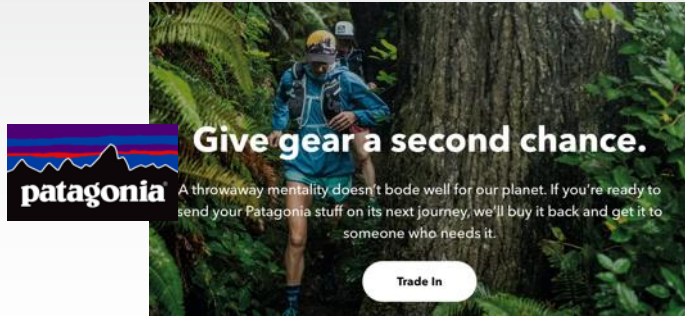 patagonia®
Give gear a second chance.
A throwaway mentality doesn't bode well for our planet. If you're ready to
send your Patagonia stuff on its next journey, we'll buy it back and get it to
someone who needs it.
Trade In